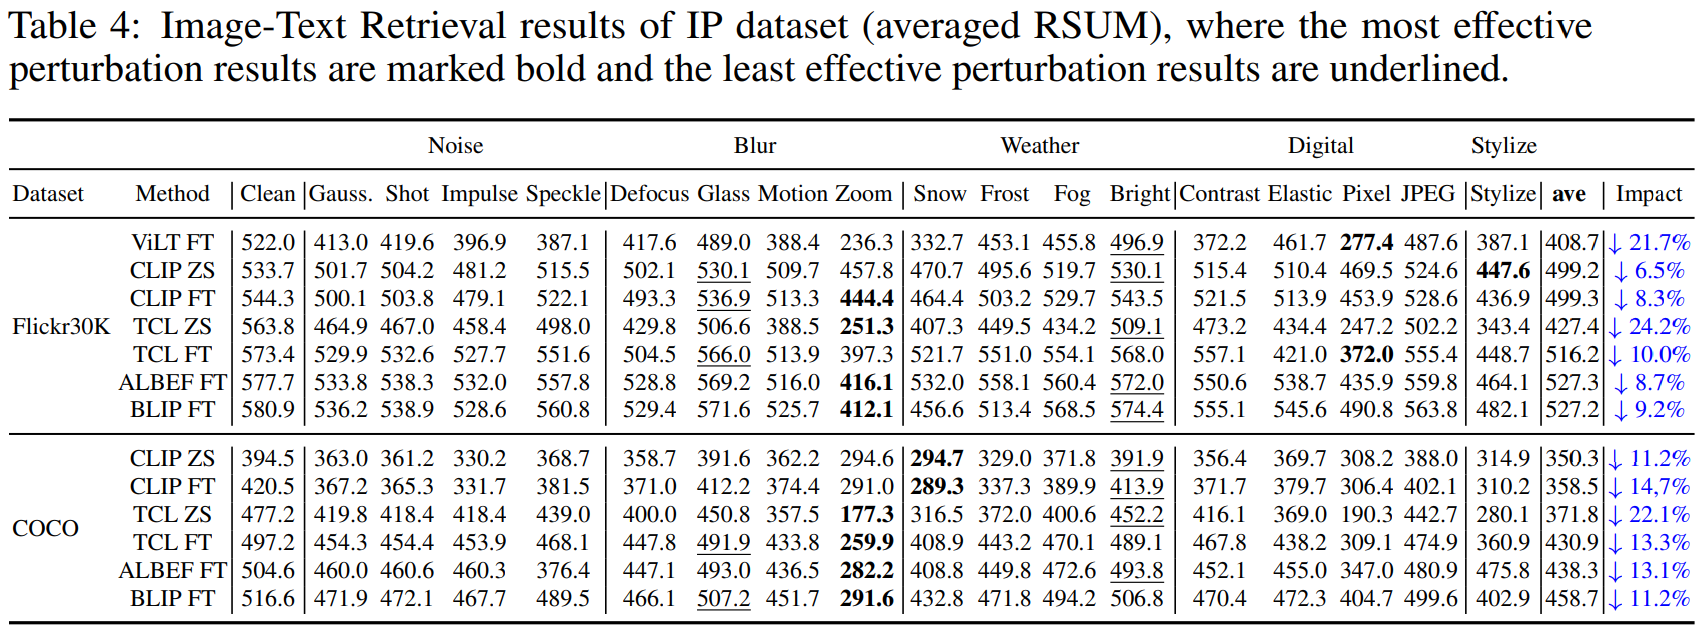 Table 4: Image-Text Retrieval results of IP dataset (averaged RSUM), where the most effective
perturbation results are marked bold and the least effective perturbation results are underlined.
Noise Blur Weather Digital Stylize
Dataset Method Clean Gauss. Shot Impulse Speckle Defocus Glass Motion Zoom Snow Frost Fog Bright Contrast Elastic Pixel JPEG Stylize ave Impact
ViLT FT 522.0 413.0 419.6 396.9 387.1 417.6 489.0 388.4 236.3 332.7 453.1 455.8 496.9 372.2 461.7 277.4 487.6 387.1 408.7 ↓ 21.7%
CLIP ZS 533.7 501.7 504.2 481.2 515.5 502.1 530.1 509.7 457.8 470.7 495.6 519.7 530.1 515.4 510.4 469.5 524.6 447.6 499.2 ↓ 6.5%
CLIP FT 544.3 500.1 503.8 479.1 522.1 493.3 536.9 513.3 444.4 464.4 503.2 529.7 543.5 521.5 513.9 453.9 528.6 436.9 499.3 ↓ 8.3%
Flickr30K TCL ZS 563.8 464.9 467.0 458.4 498.0 429.8 506.6 388.5 251.3 407.3 449.5 434.2 509.1 473.2 434.4 247.2 502.2 343.4 427.4 ↓ 24.2%
TCL FT 573.4 529.9 532.6 527.7 551.6 504.5 566.0 513.9 397.3 521.7 551.0 554.1 568.0 557.1 421.0 372.0 555.4 448.7 516.2 ↓ 10.0%
ALBEF FT 577.7 533.8 538.3 532.0 557.8 528.8 569.2 516.0 416.1 532.0 558.1 560.4 572.0 550.6 538.7 435.9 559.8 464.1 527.3 ↓ 8.7%
BLIP FT 580.9 536.2 538.9 528.6 560.8 529.4 571.6 525.7 412.1 456.6 513.4 568.5 574.4 555.1 545.6 490.8 563.8 482.1 527.2 ↓ 9.2%
CLIP ZS 394.5 363.0 361.2 330.2 368.7 358.7 391.6 362.2 294.6 294.7 329.0 371.8 391.9 356.4 369.7 308.2 388.0 314.9 350.3 ↓ 11.2%
CLIP FT 420.5 367.2 365.3 331.7 381.5 371.0 412.2 374.4 291.0 289.3 337.3 389.9 413.9 371.7 379.7 306.4 402.1 310.2 358.5 ↓ 14,7%
COCO TCL ZS 477.2 419.8 418.4 418.4 439.0 400.0 450.8 357.5 177.3 316.5 372.0 400.6 452.2 416.1 369.0 190.3 442.7 280.1 371.8 ↓ 22.1%
TCL FT 497.2 454.3 454.4 453.9 468.1 447.8 491.9 433.8 259.9 408.9 443.2 470.1 489.1 467.8 438.2 309.1 474.9 360.9 430.9 ↓ 13.3%
ALBEF FT 504.6 460.0 460.6 460.3 376.4 447.1 493.0 436.5 282.2 408.8 449.8 472.6 493.8 452.1 455.0 347.0 480.9 475.8 438.3 ↓ 13.1%
BLIP FT 516.6 471.9 472.1 467.7 489.5 466.1 507.2 451.7 291.6 432.8 471.8 494.2 506.8 470.4 472.3 404.7 499.6 402.9 458.7 ↓ 11.2%